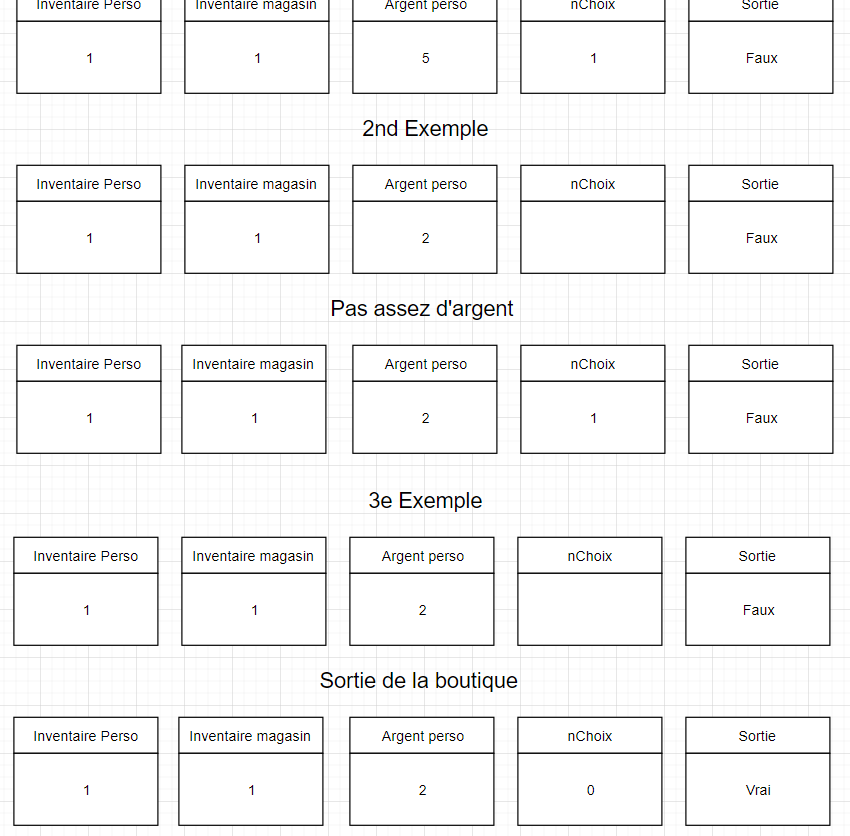 Inventaire Perso Inventaire magasin Argent perso nChoix Sortie
1 1 5 1 Faux
2nd Exemple
Inventaire Perso Inventaire magasin Argent perso nChoix Sortie
1 1 2 Faux
Pas assez d'argent
Inventaire Perso Inventaire magasin Argent perso nChoix Sortie
1 1 2 1 Faux
3e Exemple
Inventaire Perso Inventaire magasin Argent perso nChoix Sortie
1 1 2 Faux
Sortie de la boutique
Inventaire Perso Inventaire magasin Argent perso nChoix Sortie
1 1 2 0 Vrai